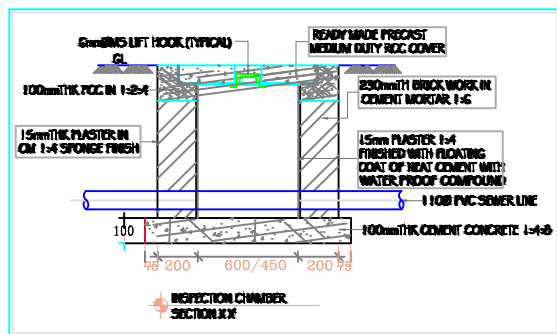 6mmØMS LIFT HOOK (TYPICAL)
READY MADE PRECAST
MEDIUM DUTY RCC COVER
GL
100mmTHK PCC IN 1:2:4
230mmTH BRICK WORK IN
CEMENT MORTAR 1:6
15mmTHK PLASTER IN
CM 1:4 SPONGE FINISH
15mm PLASTER 1:4
FINISHED WITH FLOATING
COAT OF NEAT CEMENT WITH
WATER PROOF COMPOUND
110Ø PVC SEWER LINE
100
100mmTHK CEMENT CONCRETE 1:4:8
75 200 600/450 200 75
INSPECTION CHAMBER
SECTION X X'